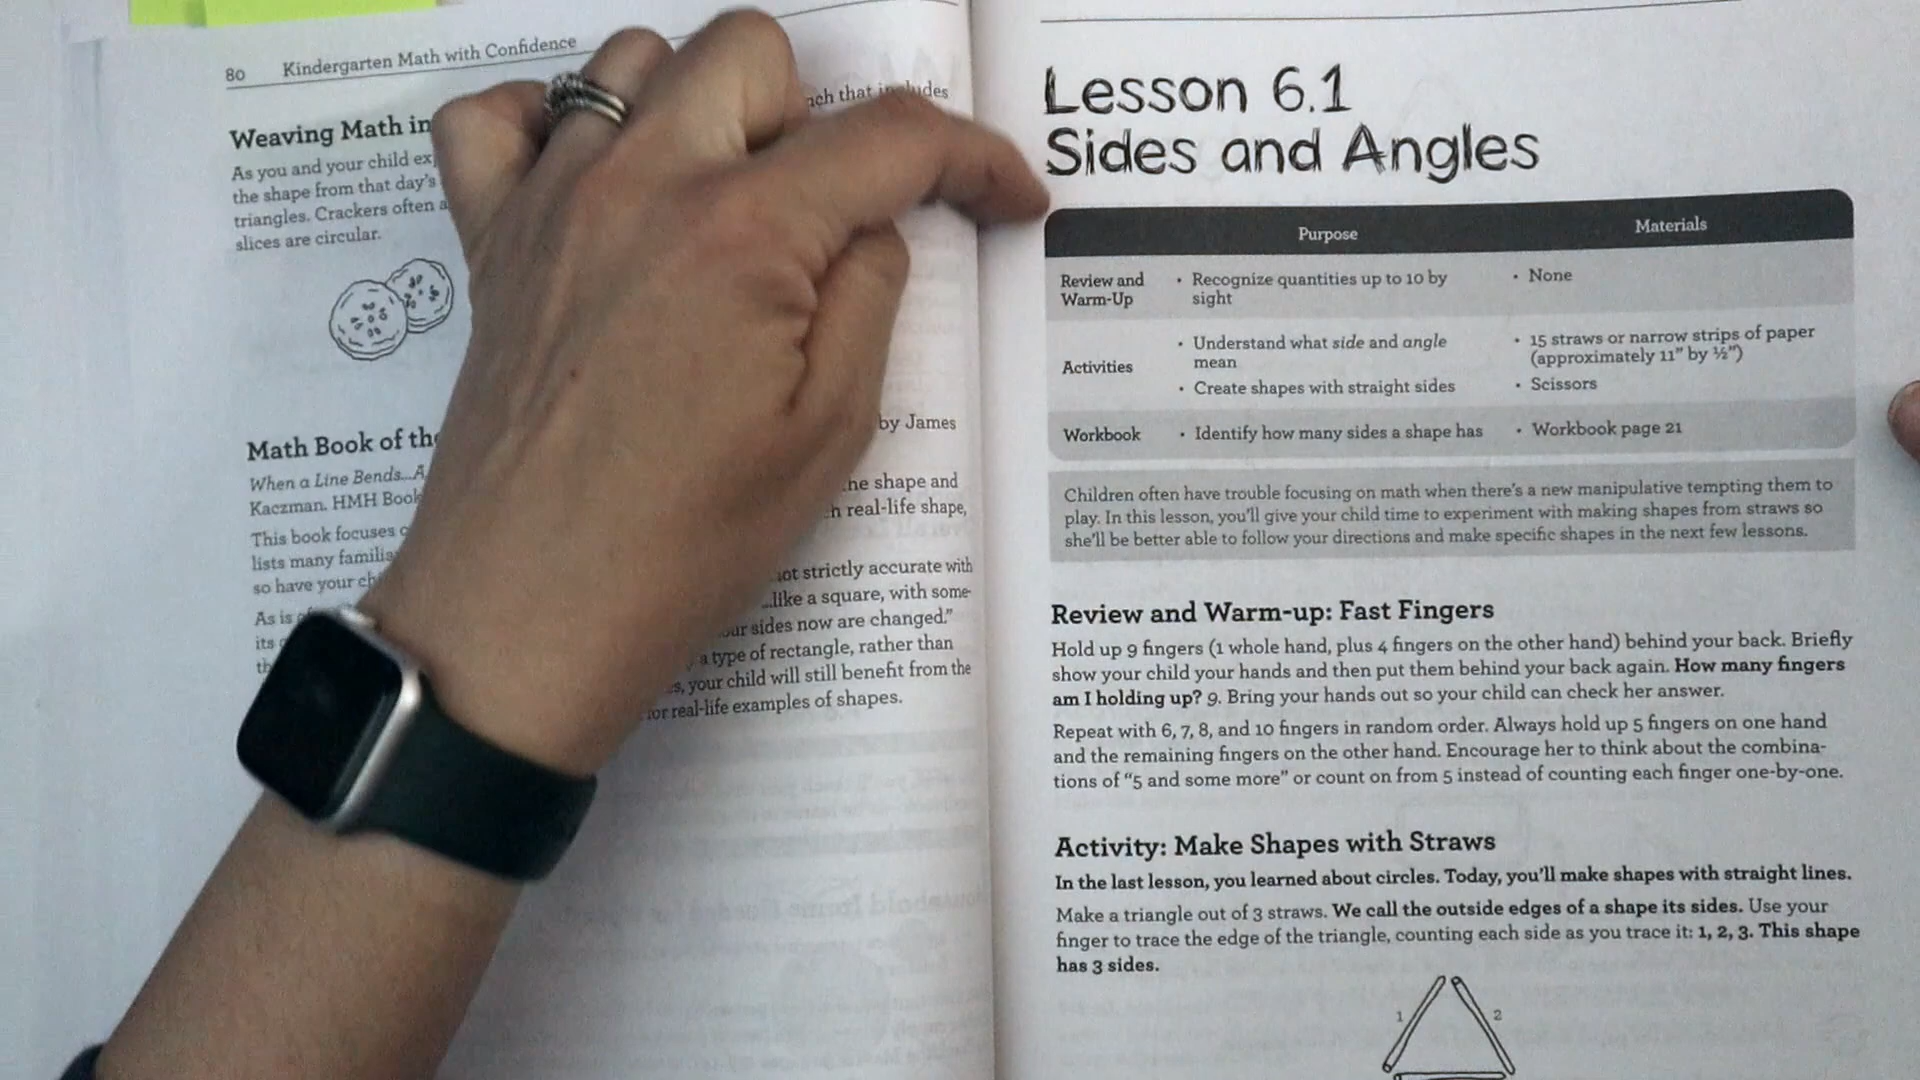 80 Kindergarten Math with Confidence
Weaving Math in
As you and your child
the shape from that day's
triangles. Crackers often
slices are circular.
that includes
Math Book of the
When a Line Bends...A
by James
Kaczman. HMH
This book focuses
the shape and
lists many
real-life shape,
so have your
As is
not strictly accurate with
its
...like a square, with some-
sides now are changed."
a type of rectangle, rather than
your child will still benefit from the
for real-life examples of shapes.
Lesson 6.1
Sides and Angles
Purpose Materials
Review and Warm-Up • Recognize quantities up to 10 by sight • None
Activities • Understand what side and angle mean • 15 straws or narrow strips of paper (approximately 11" by ½")
• Create shapes with straight sides • Scissors
Workbook • Identify how many sides a shape has • Workbook page 21
Children often have trouble focusing on math when there's a new manipulative tempting them to
play. In this lesson, you'll give your child time to experiment with making shapes from straws so
she'll be better able to follow your directions and make specific shapes in the next few lessons.
Review and Warm-up: Fast Fingers
Hold up 9 fingers (1 whole hand, plus 4 fingers on the other hand) behind your back. Briefly
show your child your hands and then put them behind your back again. How many fingers
am I holding up? 9. Bring your hands out so your child can check her answer.
Repeat with 6, 7, 8, and 10 fingers in random order. Always hold up 5 fingers on one hand
and the remaining fingers on the other hand. Encourage her to think about the combina-
tions of "5 and some more" or count on from 5 instead of counting each finger one-by-one.
Activity: Make Shapes with Straws
In the last lesson, you learned about circles. Today, you'll make shapes with straight lines.
Make a triangle out of 3 straws. We call the outside edges of a shape its sides. Use your
finger to trace the edge of the triangle, counting each side as you trace it: 1, 2, 3. This shape
has 3 sides.
1 2